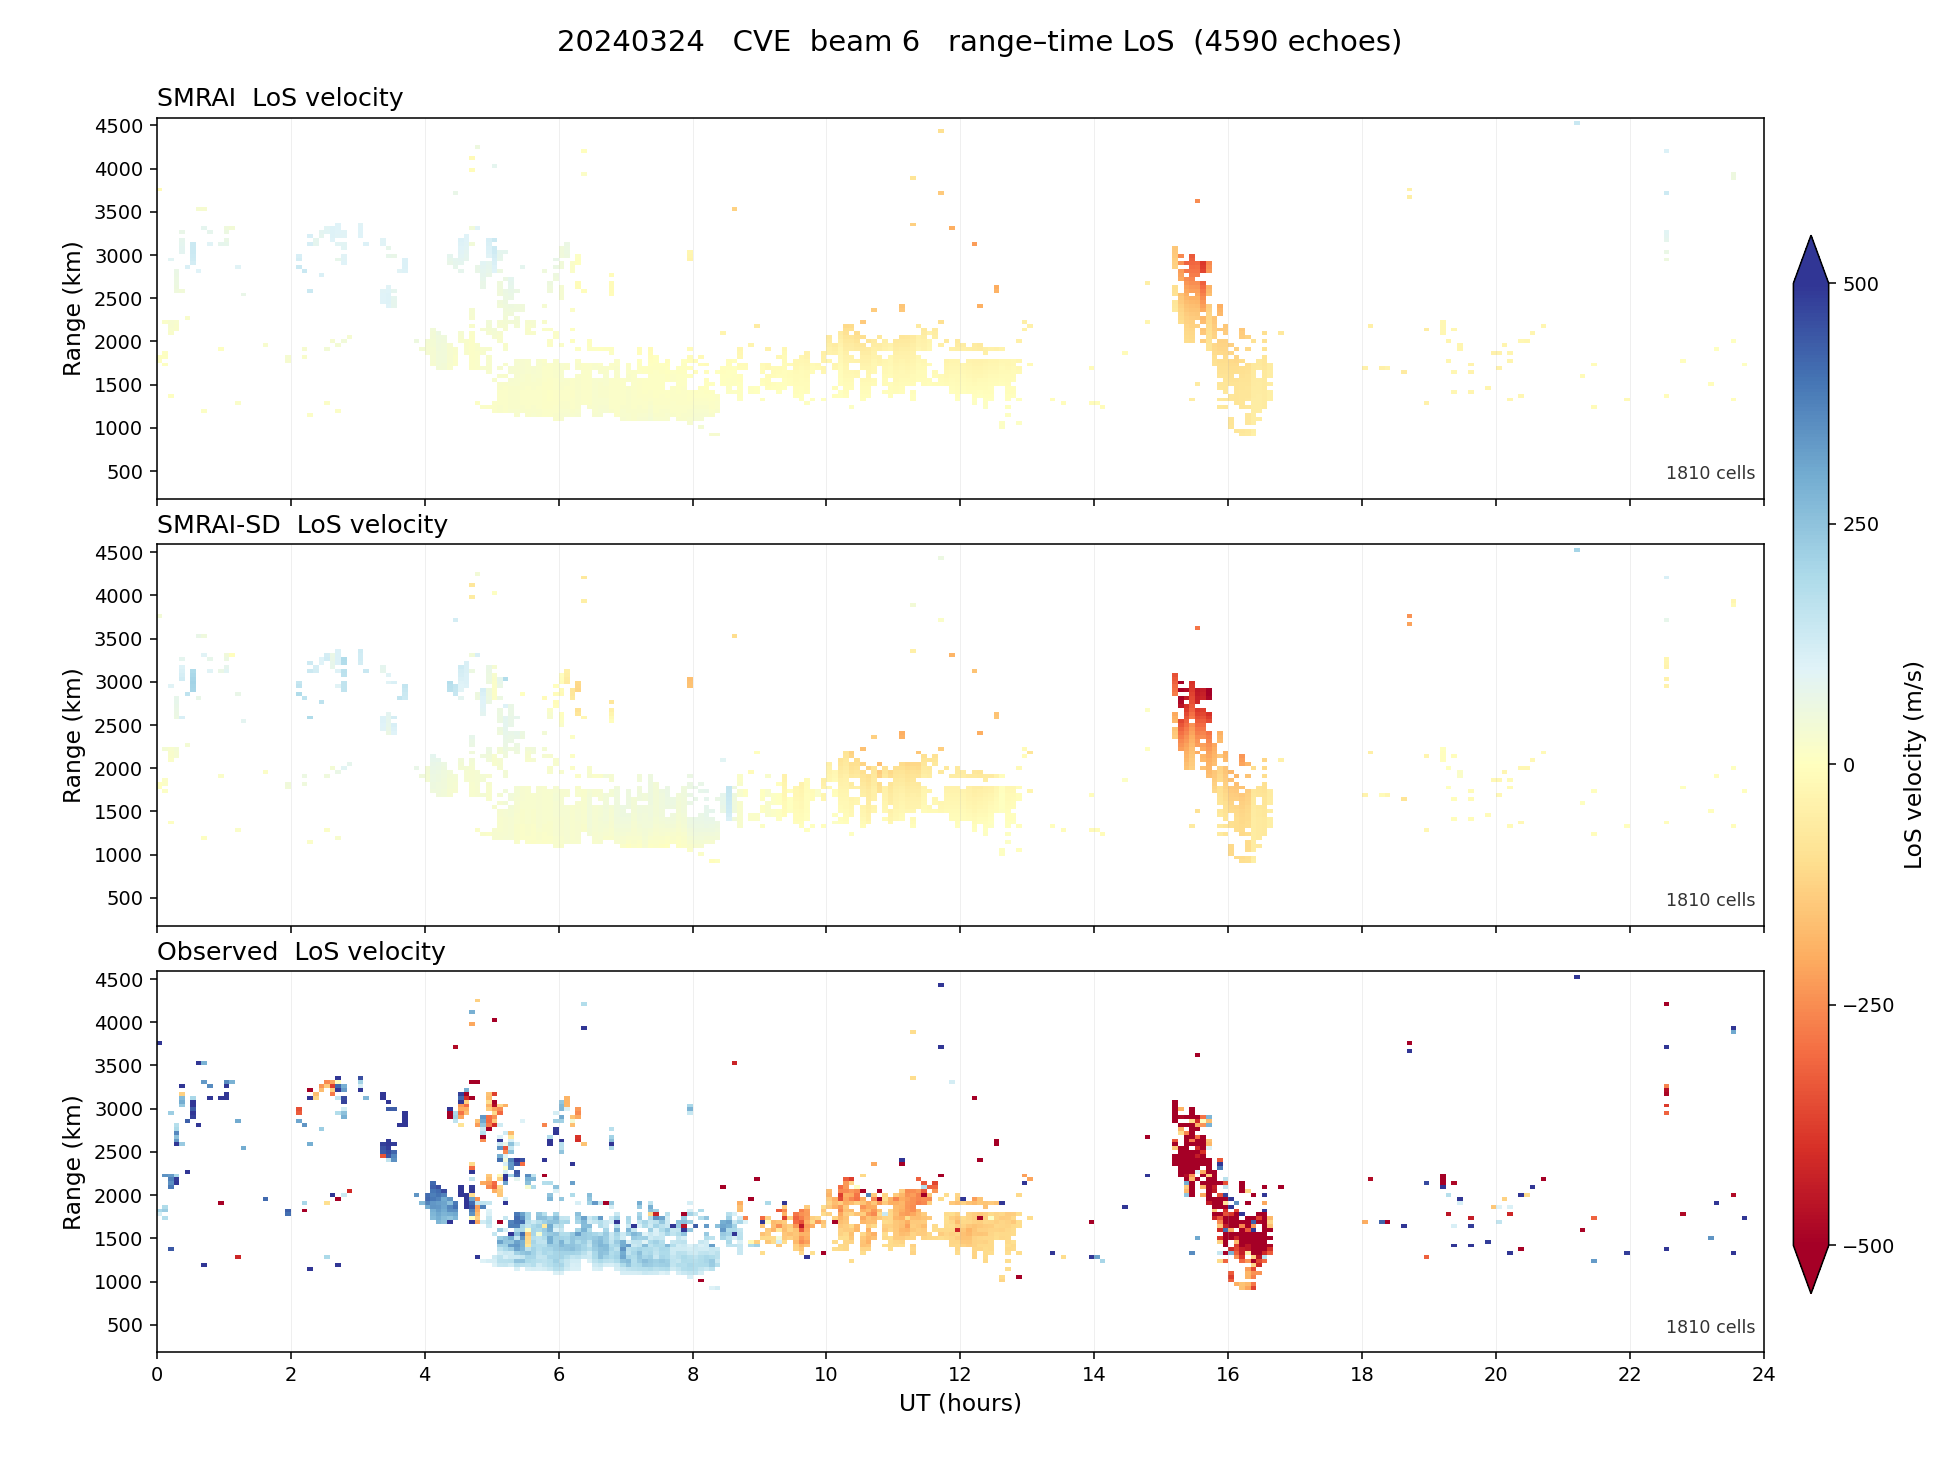 20240324   CVE  beam 6   range–time LoS  (4590 echoes)
SMRAI  LoS velocity
4500
4000
3500
3000
2500
2000
1500
1000
500
Range (km)
1810 cells
SMRAI-SD  LoS velocity
4500
4000
3500
3000
2500
2000
1500
1000
500
Range (km)
1810 cells
Observed  LoS velocity
4500
4000
3500
3000
2500
2000
1500
1000
500
Range (km)
1810 cells
0 2 4 6 8 10 12 14 16 18 20 22 24
UT (hours)
500
250
0
−250
−500
LoS velocity (m/s)